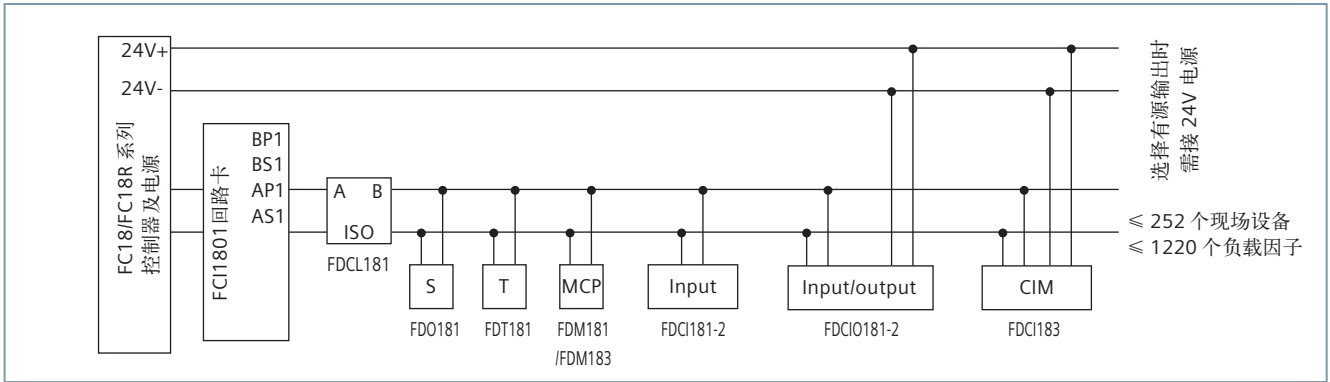 24V+
24V-
FC18/FC18R 系列
控制器及电源
FCI1801回路卡
BP1
BS1
AP1
AS1
A B
ISO
FDCL181
S
FDO181
T
FDT181
MCP
FDM181
/FDM183
Input
FDCI181-2
Input/output
FDCIO181-2
CIM
FDCI183
选择有源输出时
需接 24V 电源
≤ 252 个现场设备
≤ 1220 个负载因子